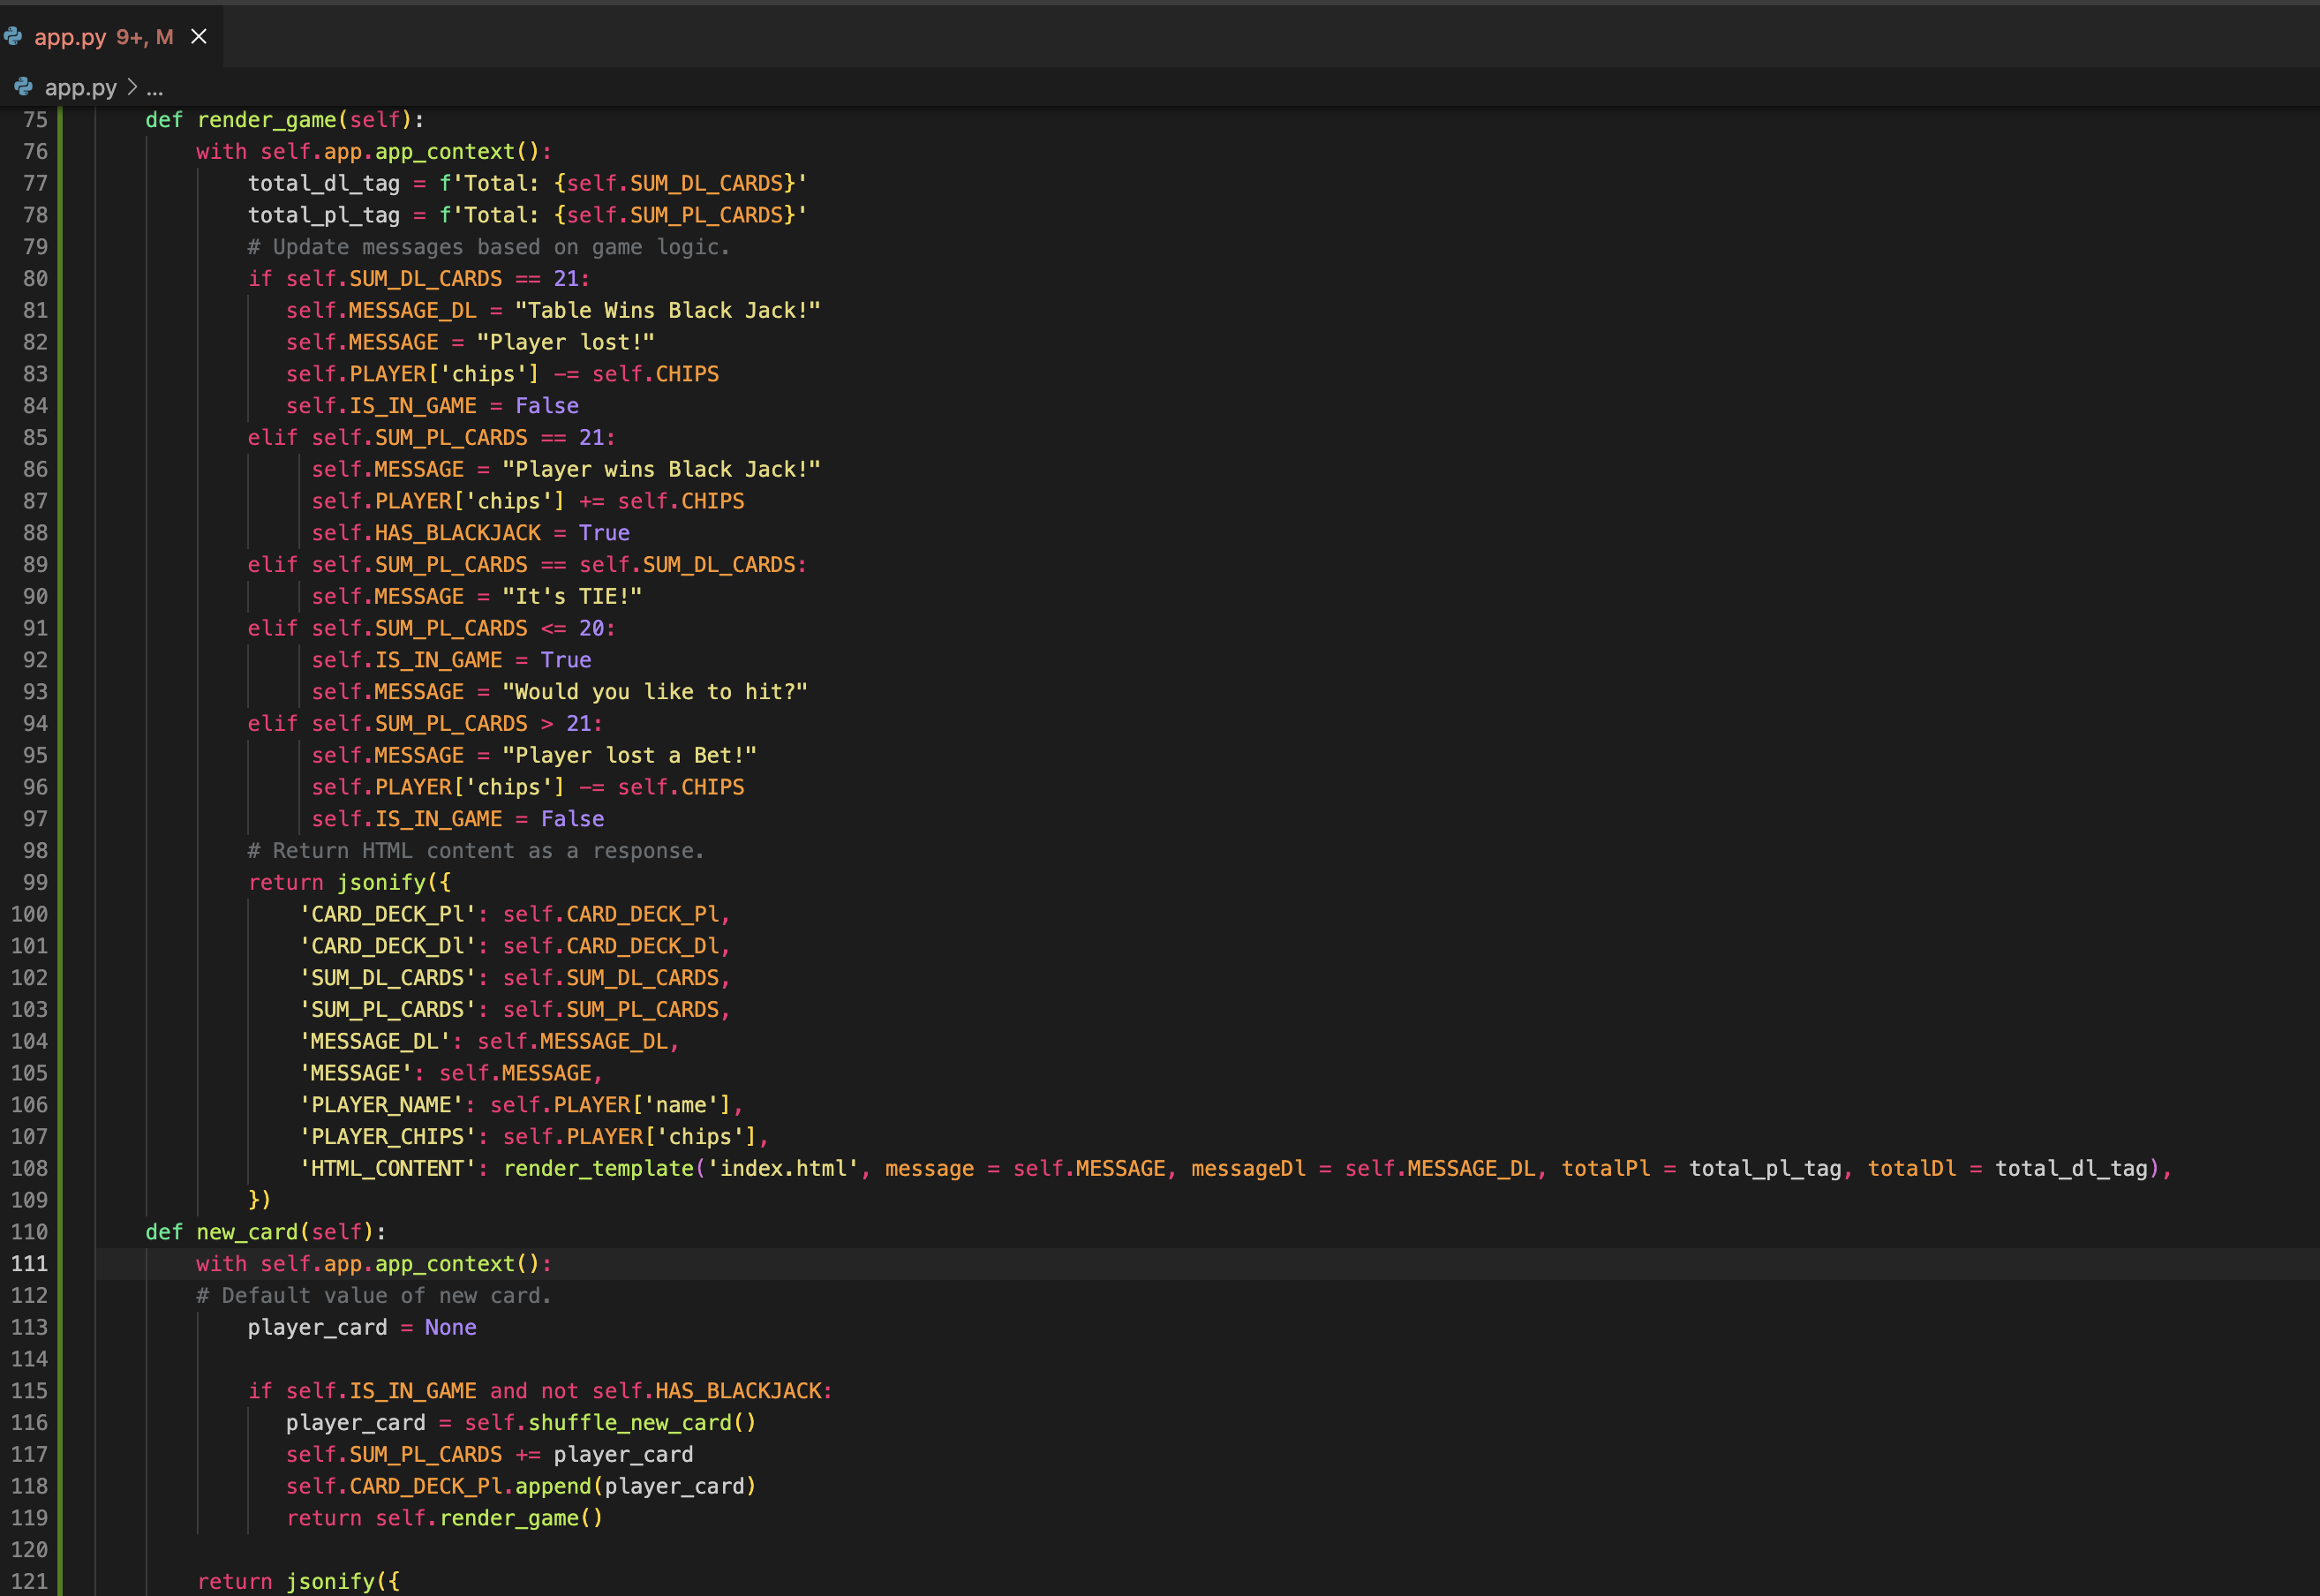 app.py 9+, M
app.py > ...
75 def render_game(self):
76 with self.app.app_context():
77 total_dl_tag = f'Total: {self.SUM_DL_CARDS}'
78 total_pl_tag = f'Total: {self.SUM_PL_CARDS}'
79 # Update messages based on game logic.
80 if self.SUM_DL_CARDS == 21:
81 self.MESSAGE_DL = "Table Wins Black Jack!"
82 self.MESSAGE = "Player lost!"
83 self.PLAYER['chips'] -= self.CHIPS
84 self.IS_IN_GAME = False
85 elif self.SUM_PL_CARDS == 21:
86 self.MESSAGE = "Player wins Black Jack!"
87 self.PLAYER['chips'] += self.CHIPS
88 self.HAS_BLACKJACK = True
89 elif self.SUM_PL_CARDS == self.SUM_DL_CARDS:
90 self.MESSAGE = "It's TIE!"
91 elif self.SUM_PL_CARDS <= 20:
92 self.IS_IN_GAME = True
93 self.MESSAGE = "Would you like to hit?"
94 elif self.SUM_PL_CARDS > 21:
95 self.MESSAGE = "Player lost a Bet!"
96 self.PLAYER['chips'] -= self.CHIPS
97 self.IS_IN_GAME = False
98 # Return HTML content as a response.
99 return jsonify({
100 'CARD_DECK_Pl': self.CARD_DECK_Pl,
101 'CARD_DECK_Dl': self.CARD_DECK_Dl,
102 'SUM_DL_CARDS': self.SUM_DL_CARDS,
103 'SUM_PL_CARDS': self.SUM_PL_CARDS,
104 'MESSAGE_DL': self.MESSAGE_DL,
105 'MESSAGE': self.MESSAGE,
106 'PLAYER_NAME': self.PLAYER['name'],
107 'PLAYER_CHIPS': self.PLAYER['chips'],
108 'HTML_CONTENT': render_template('index.html', message = self.MESSAGE, messageDl = self.MESSAGE_DL, totalPl = total_pl_tag, totalDl = total_dl_tag),
109 })
110 def new_card(self):
111 with self.app.app_context():
112 # Default value of new card.
113 player_card = None
114
115 if self.IS_IN_GAME and not self.HAS_BLACKJACK:
116 player_card = self.shuffle_new_card()
117 self.SUM_PL_CARDS += player_card
118 self.CARD_DECK_Pl.append(player_card)
119 return self.render_game()
120
121 return jsonify({